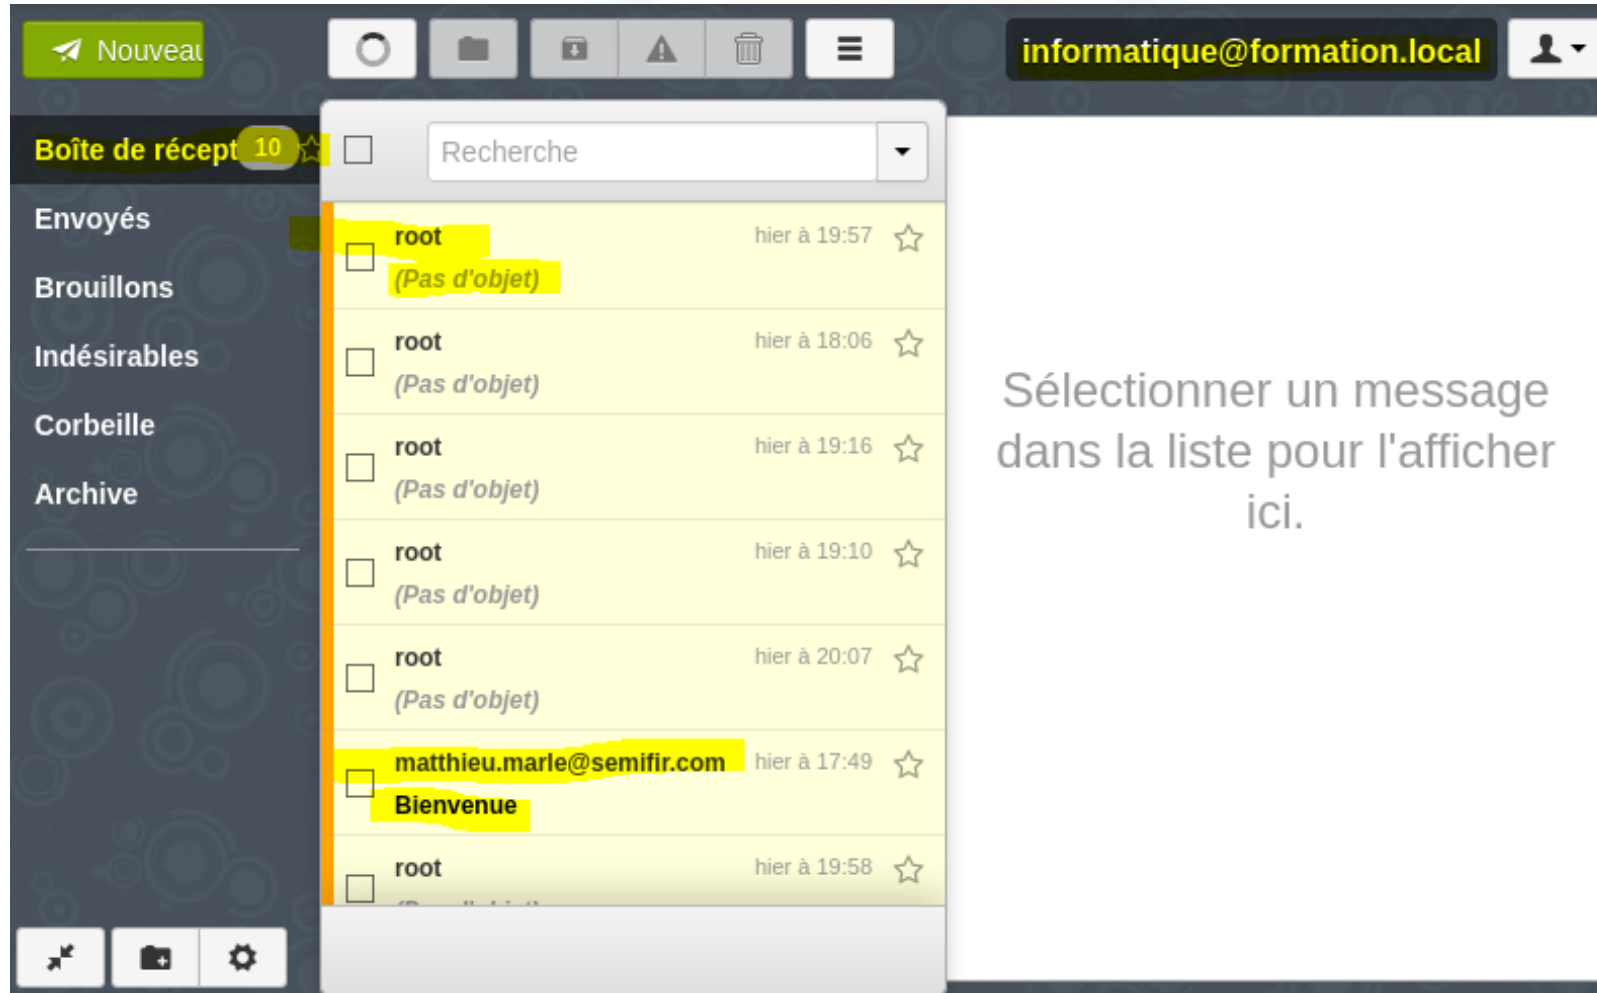 Nouveau
informatique@formation.local
Boîte de récept 10
Recherche
Envoyés
Brouillons
Indésirables
Corbeille
Archive
root hier à 19:57
(Pas d'objet)
root hier à 18:06
(Pas d'objet)
root hier à 19:16
(Pas d'objet)
root hier à 19:10
(Pas d'objet)
root hier à 20:07
(Pas d'objet)
matthieu.marle@semifir.com hier à 17:49
Bienvenue
root hier à 19:58
Sélectionner un message
dans la liste pour l'afficher
ici.